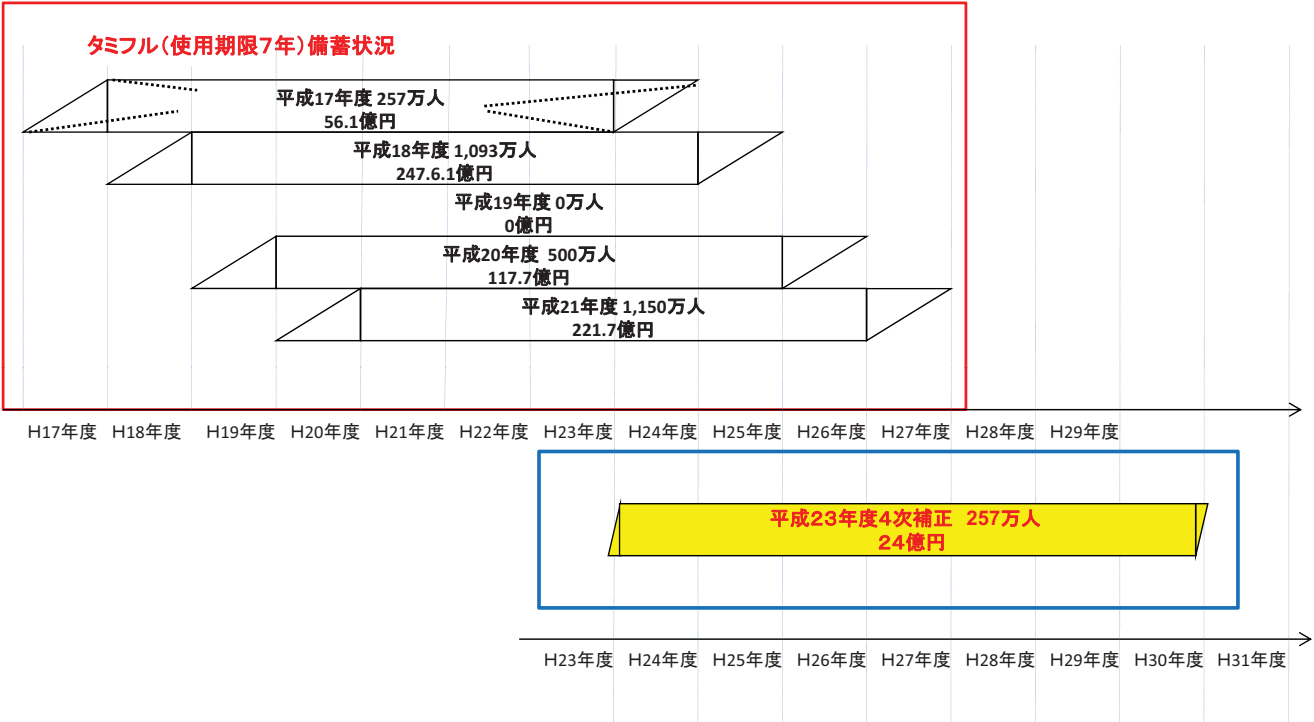 タミフル(使用期限7年)備蓄状況
平成17年度 257万人
56.1億円
平成18年度 1,093万人
247.6.1億円
平成19年度 0万人
0億円
平成20年度 500万人
117.7億円
平成21年度 1,150万人
221.7億円
H17年度 H18年度 H19年度 H20年度 H21年度 H22年度 H23年度 H24年度 H25年度 H26年度 H27年度 H28年度 H29年度
平成23年度4次補正 257万人
24億円
H23年度 H24年度 H25年度 H26年度 H27年度 H28年度 H29年度 H30年度 H31年度